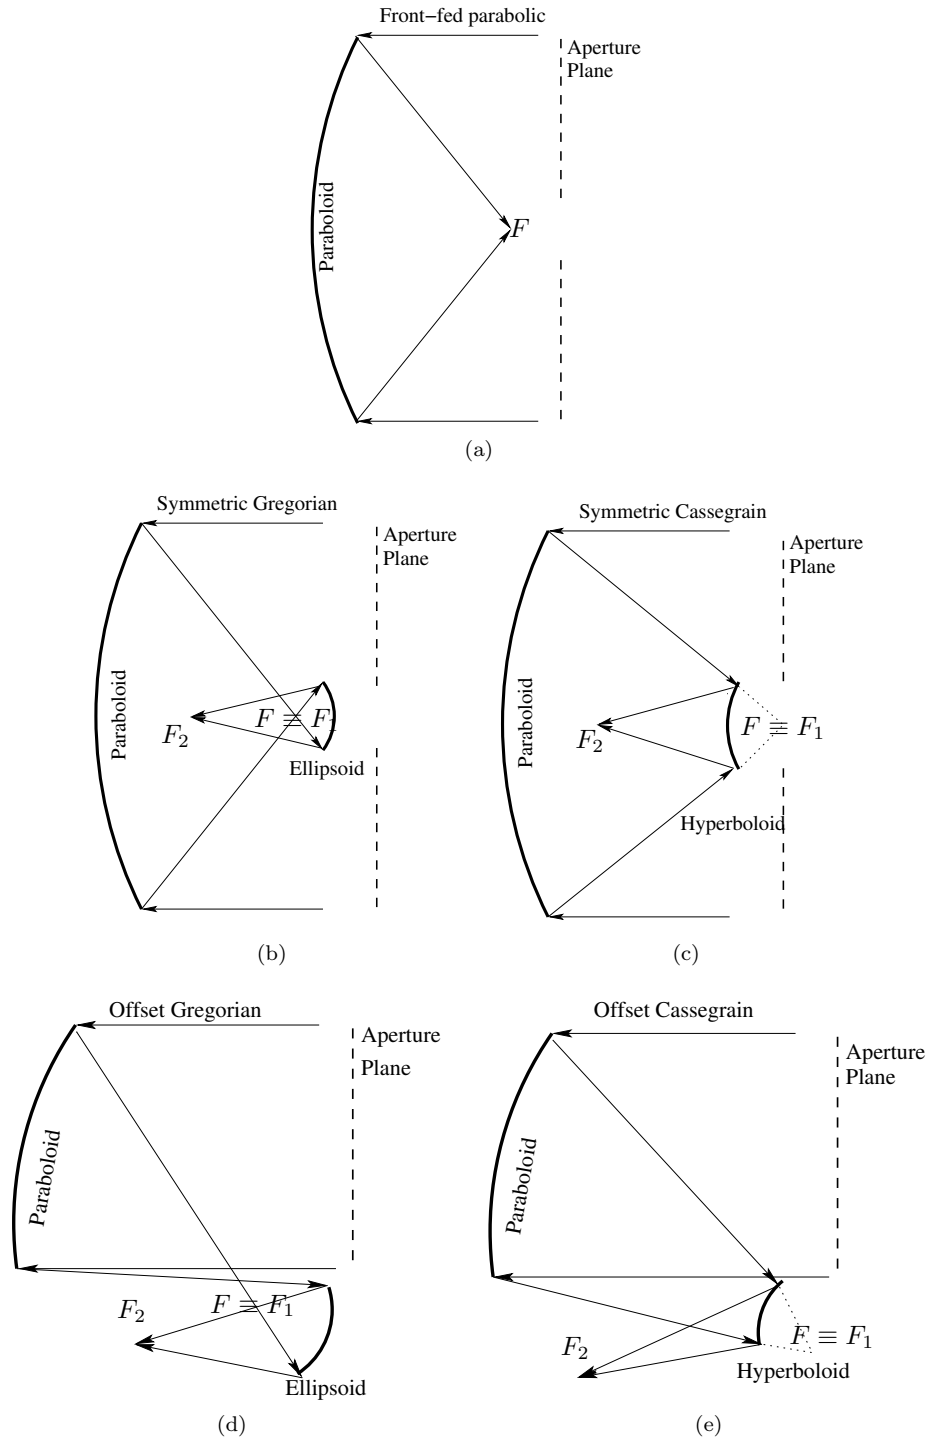 Front−fed parabolic
Aperture
Plane
Paraboloid
F
(a)
Symmetric Gregorian
Aperture
Plane
Paraboloid
F₂
F ≡ F₁
Ellipsoid
(b)
Symmetric Cassegrain
Aperture
Plane
Paraboloid
F₂
F ≡ F₁
Hyperboloid
(c)
Offset Gregorian
Aperture
Plane
Paraboloid
F₂
F ≡ F₁
Ellipsoid
(d)
Offset Cassegrain
Aperture
Plane
Paraboloid
F₂
F ≡ F₁
Hyperboloid
(e)